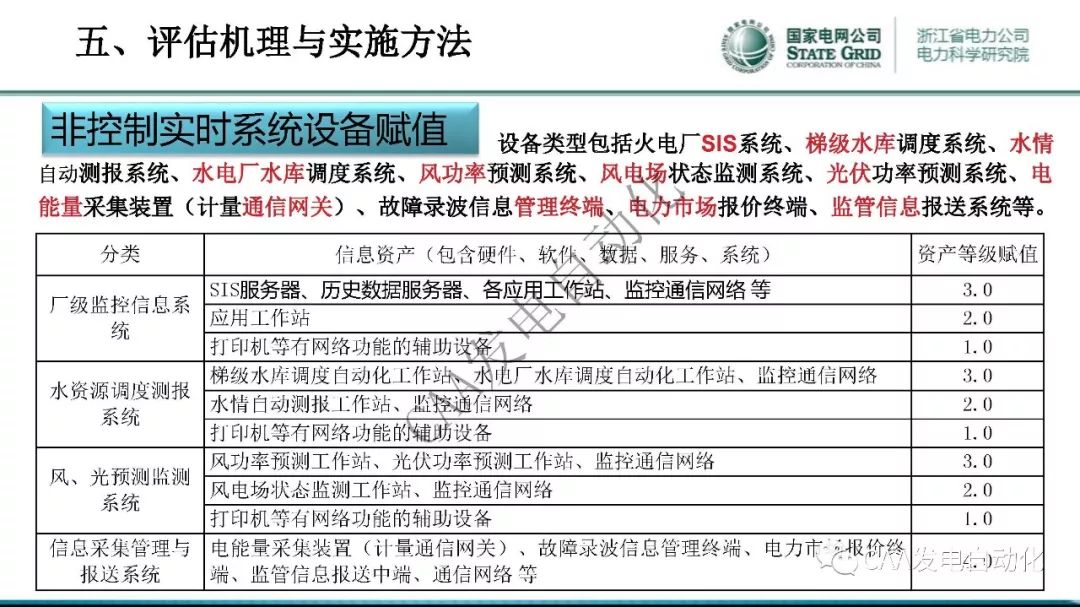 五、评估机理与实施方法
国家电网公司
STATE GRID
CORPORATION OF CHINA
浙江省电力公司
电力科学研究院
非控制实时系统设备赋值
设备类型包括火电厂SIS系统、梯级水库调度系统、水情
自动测报系统、水电厂水库调度系统、风功率预测系统、风电场状态监测系统、光伏功率预测系统、电
能量采集装置（计量通信网关）、故障录波信息管理终端、电力市场报价终端、监管信息报送系统等。
分类 信息资产（包含硬件、软件、数据、服务、系统） 资产等级赋值
厂级监控信息系
统
SIS服务器、历史数据服务器、各应用工作站、监控通信网络 等 3.0
应用工作站 2.0
打印机等有网络功能的辅助设备 1.0
水资源调度测报
系统
梯级水库调度自动化工作站、水电厂水库调度自动化工作站、监控通信网络 3.0
水情自动测报工作站、监控通信网络 2.0
打印机等有网络功能的辅助设备 1.0
风、光预测监测
系统
风功率预测工作站、光伏功率预测工作站、监控通信网络 3.0
风电场状态监测工作站、监控通信网络 2.0
打印机等有网络功能的辅助设备 1.0
信息采集管理与
报送系统
电能量采集装置（计量通信网关）、故障录波信息管理终端、电力市场报价终
端、监管信息报送中端、通信网络 等 4.0
CAA发电自动化
CAA发电自动化